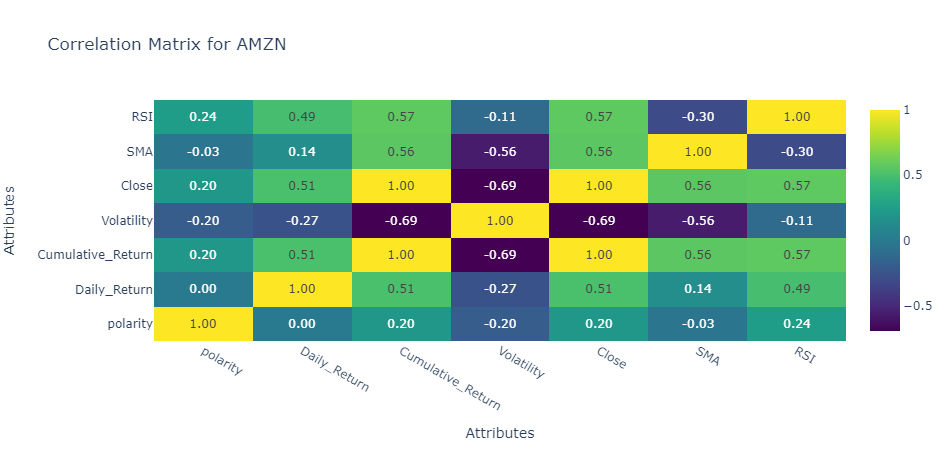 Correlation Matrix for AMZN
Attributes
RSI 0.24 0.49 0.57 -0.11 0.57 -0.30 1.00
SMA -0.03 0.14 0.56 -0.56 0.56 1.00 -0.30
Close 0.20 0.51 1.00 -0.69 1.00 0.56 0.57
Volatility -0.20 -0.27 -0.69 1.00 -0.69 -0.56 -0.11
Cumulative_Return 0.20 0.51 1.00 -0.69 1.00 0.56 0.57
Daily_Return 0.00 1.00 0.51 -0.27 0.51 0.14 0.49
polarity 1.00 0.00 0.20 -0.20 0.20 -0.03 0.24
polarity Daily_Return Cumulative_Return Volatility Close SMA RSI
Attributes
1
0.5
0
−0.5